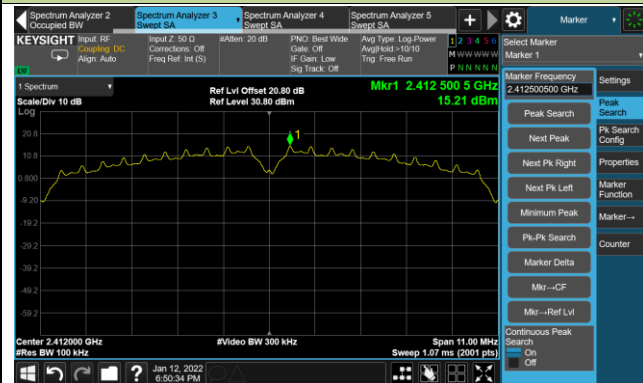 Spectrum Analyzer 2
Occupied BW
Spectrum Analyzer 3
Swept SA
Spectrum Analyzer 4
Swept SA
Spectrum Analyzer 5
Swept SA
+
Marker
KEYSIGHT
Input: RF
Coupling: DC
Align: Auto
Input Z: 50 Ω
Corrections: Off
Freq Ref: Int (S)
#Atten: 20 dB
PNO: Best Wide
Gate: Off
IF Gain: Low
Sig Track: Off
Avg Type: Log-Power
Avg|Hold:>10/10
Trig: Free Run
1 2 3 4 5 6
M W W W W W
P N N N N N
LVI
Select Marker
Marker 1
1 Spectrum
Scale/Div 10 dB
Log
Ref Lvl Offset 20.80 dB
Ref Level 30.80 dBm
Mkr1 2.412 500 5 GHz
15.21 dBm
1
20.8
10.8
0.800
-9.20
-19.2
-29.2
-39.2
-49.2
-59.2
Center 2.412000 GHz
#Res BW 100 kHz
#Video BW 300 kHz
Span 11.00 MHz
Sweep 1.07 ms (2001 pts)
Marker Frequency
2.412500500 GHz
Peak Search
Next Peak
Next Pk Right
Next Pk Left
Minimum Peak
Pk-Pk Search
Marker Delta
Mkr→CF
Mkr→Ref Lvl
Continuous Peak
Search
On
Off
Settings
Peak
Search
Pk Search
Config
Properties
Marker
Function
Marker→
Counter
?
Jan 12, 2022
6:50:34 PM